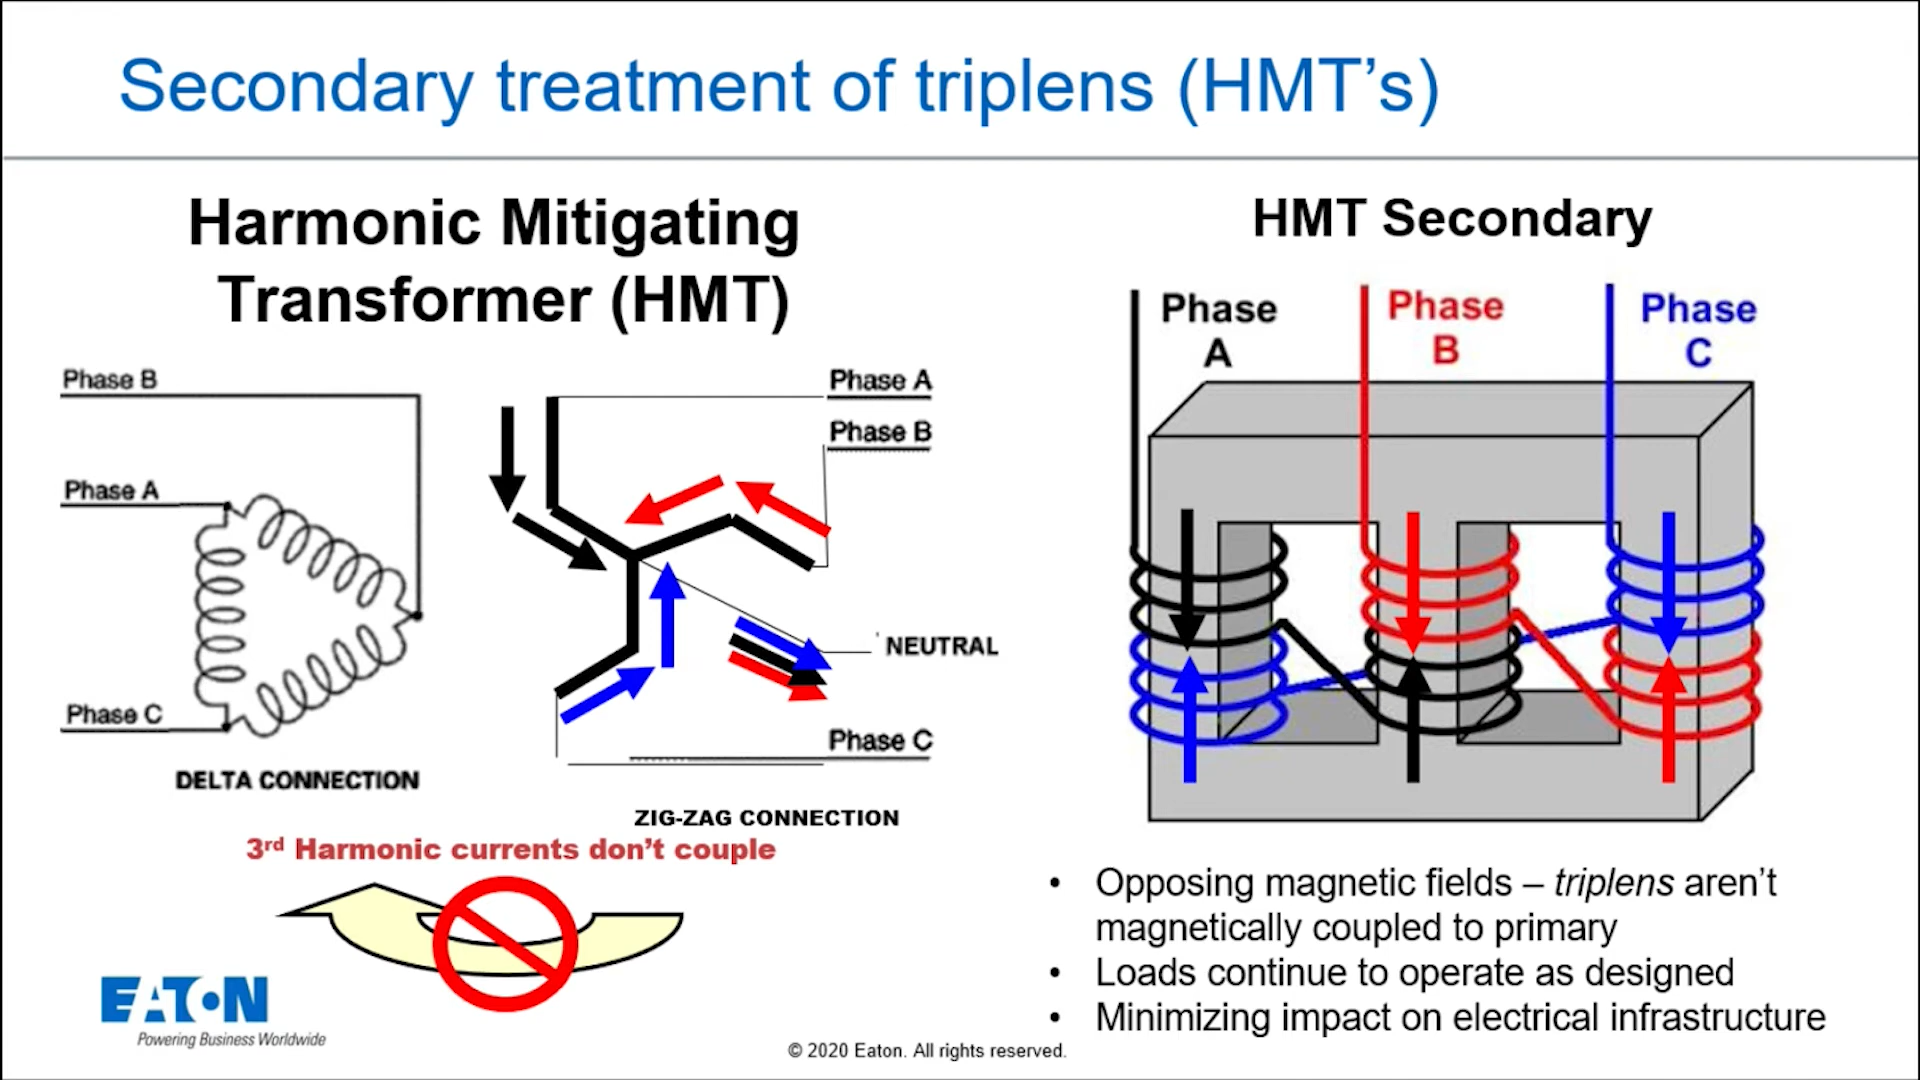 Secondary treatment of triplens (HMT's)
Harmonic Mitigating
Transformer (HMT)
Phase B
Phase A
Phase C
DELTA CONNECTION
Phase A
Phase B
NEUTRAL
Phase C
ZIG-ZAG CONNECTION
3rd Harmonic currents don't couple
HMT Secondary
Phase
A
Phase
B
Phase
C
• Opposing magnetic fields – triplens aren't
magnetically coupled to primary
• Loads continue to operate as designed
• Minimizing impact on electrical infrastructure
EATON
Powering Business Worldwide
© 2020 Eaton. All rights reserved.